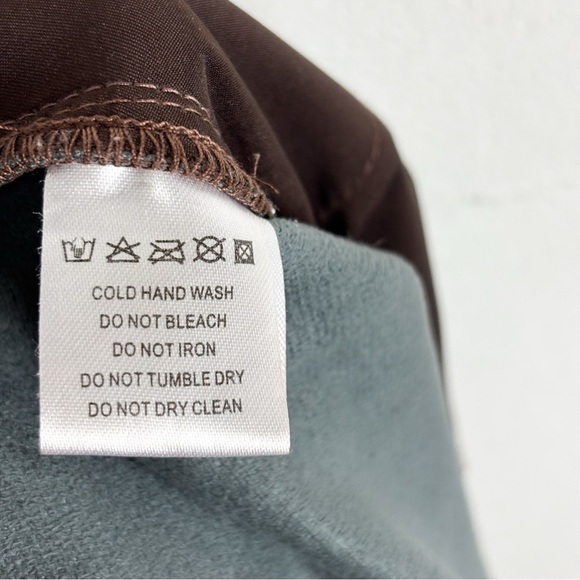 COLD HAND WASH
DO NOT BLEACH
DO NOT IRON
DO NOT TUMBLE DRY
DO NOT DRY CLEAN